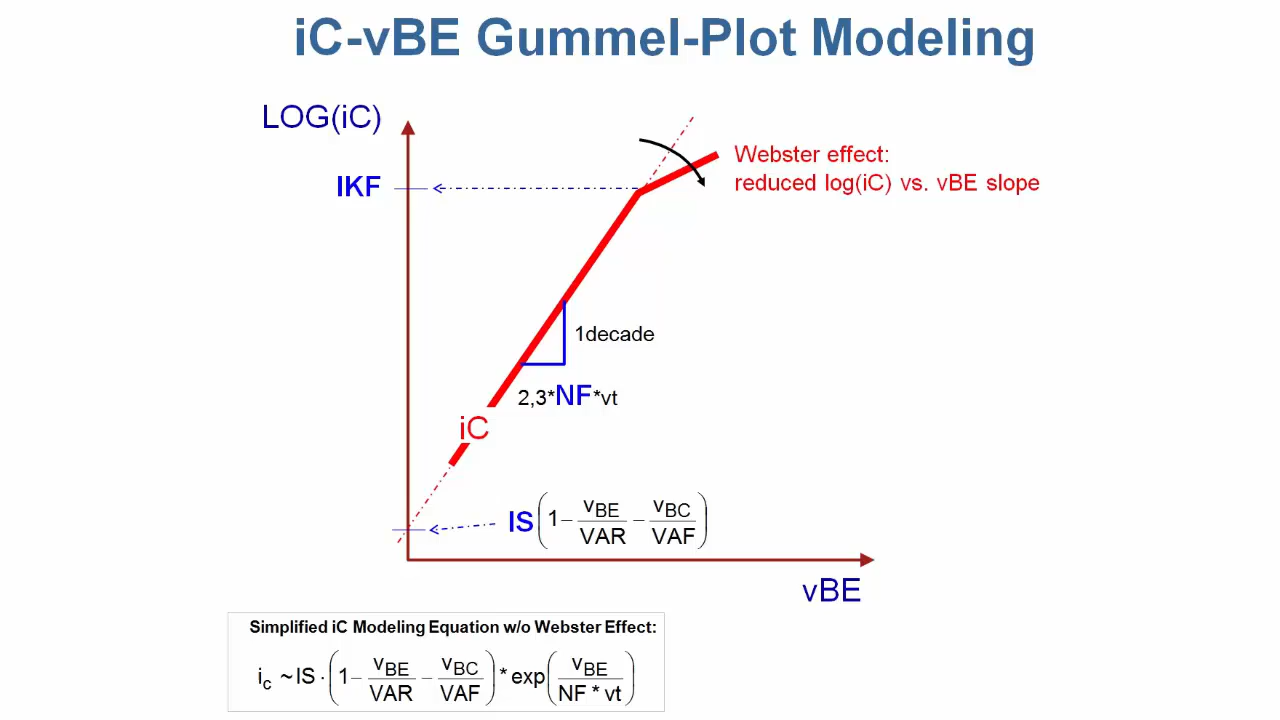 iC-vBE Gummel-Plot Modeling
LOG(iC)
IKF
Webster effect:
reduced log(iC) vs. vBE slope
1decade
2,3*NF*vt
iC
IS(1 − vBE/VAR − vBC/VAF)
vBE
Simplified iC Modeling Equation w/o Webster Effect:
ic ~ IS · (1 − vBE/VAR − vBC/VAF) * exp(vBE/NF * vt)